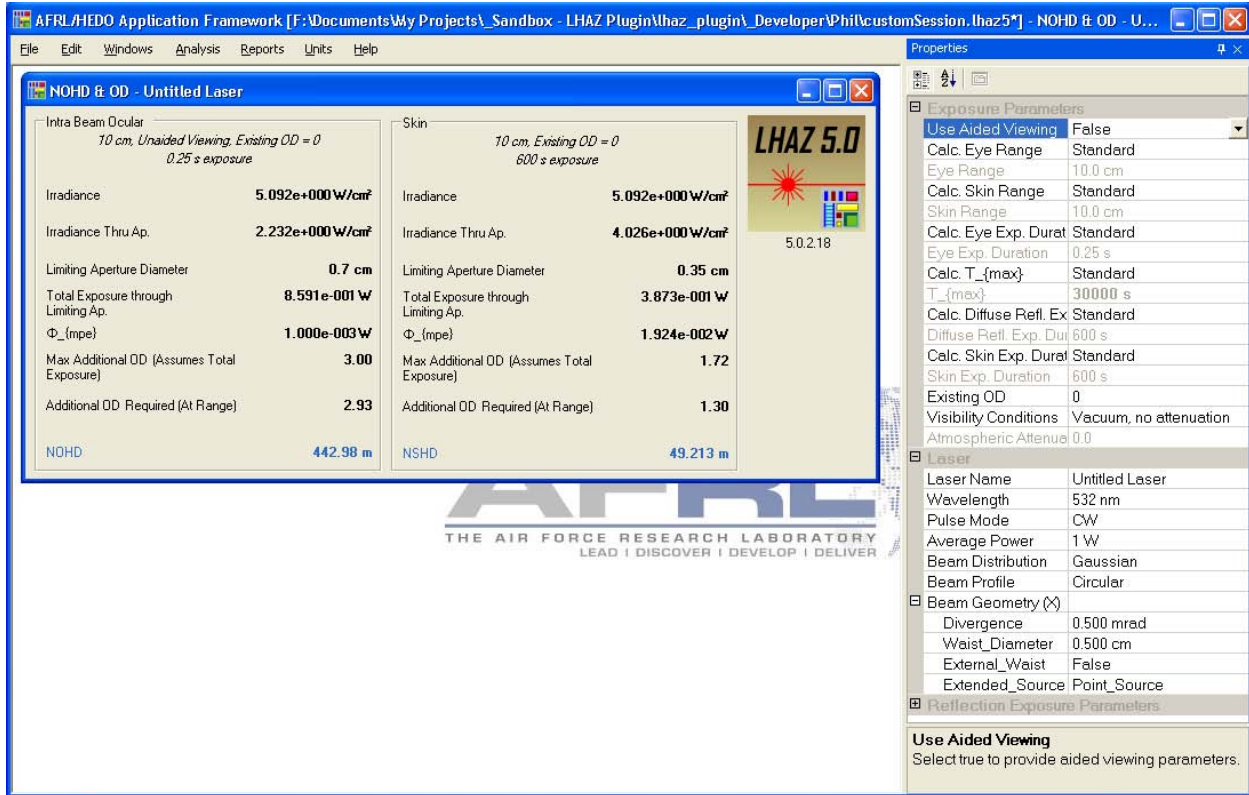 AFRL/HEDO Application Framework [F:\Documents\My Projects\_Sandbox - LHAZ Plugin\lhaz_plugin\_Developer\Phil\customSession.lhaz5*] - NOHD & OD - U...
File Edit Windows Analysis Reports Units Help
NOHD & OD - Untitled Laser
Intra Beam Ocular
10 cm, Unaided Viewing, Existing OD = 0
0.25 s exposure
Irradiance 5.092e+000 W/cm²
Irradiance Thru Ap. 2.232e+000 W/cm²
Limiting Aperture Diameter 0.7 cm
Total Exposure through
Limiting Ap. 8.591e-001 W
Φ_{mpe} 1.000e-003 W
Max Additional OD (Assumes Total
Exposure) 3.00
Additional OD Required (At Range) 2.93
NOHD 442.98 m
Skin
10 cm, Existing OD = 0
600 s exposure
Irradiance 5.092e+000 W/cm²
Irradiance Thru Ap. 4.026e+000 W/cm²
Limiting Aperture Diameter 0.35 cm
Total Exposure through
Limiting Ap. 3.873e-001 W
Φ_{mpe} 1.924e-002 W
Max Additional OD (Assumes Total
Exposure) 1.72
Additional OD Required (At Range) 1.30
NSHD 49.213 m
LHAZ 5.0
5.0.2.18
AFRL
THE AIR FORCE RESEARCH LABORATORY
LEAD | DISCOVER | DEVELOP | DELIVER
Properties
Exposure Parameters
Use Aided Viewing False
Calc. Eye Range Standard
Eye Range 10.0 cm
Calc. Skin Range Standard
Skin Range 10.0 cm
Calc. Eye Exp. Durat Standard
Eye Exp. Duration 0.25 s
Calc. T_{max} Standard
T_{max} 30000 s
Calc. Diffuse Refl. Ex Standard
Diffuse Refl. Exp. Du 600 s
Calc. Skin Exp. Durat Standard
Skin Exp. Duration 600 s
Existing OD 0
Visibility Conditions Vacuum, no attenuation
Atmospheric Attenua 0.0
Laser
Laser Name Untitled Laser
Wavelength 532 nm
Pulse Mode CW
Average Power 1 W
Beam Distribution Gaussian
Beam Profile Circular
Beam Geometry (X)
Divergence 0.500 mrad
Waist_Diameter 0.500 cm
External_Waist False
Extended_Source Point_Source
Reflection Exposure Parameters
Use Aided Viewing
Select true to provide aided viewing parameters.